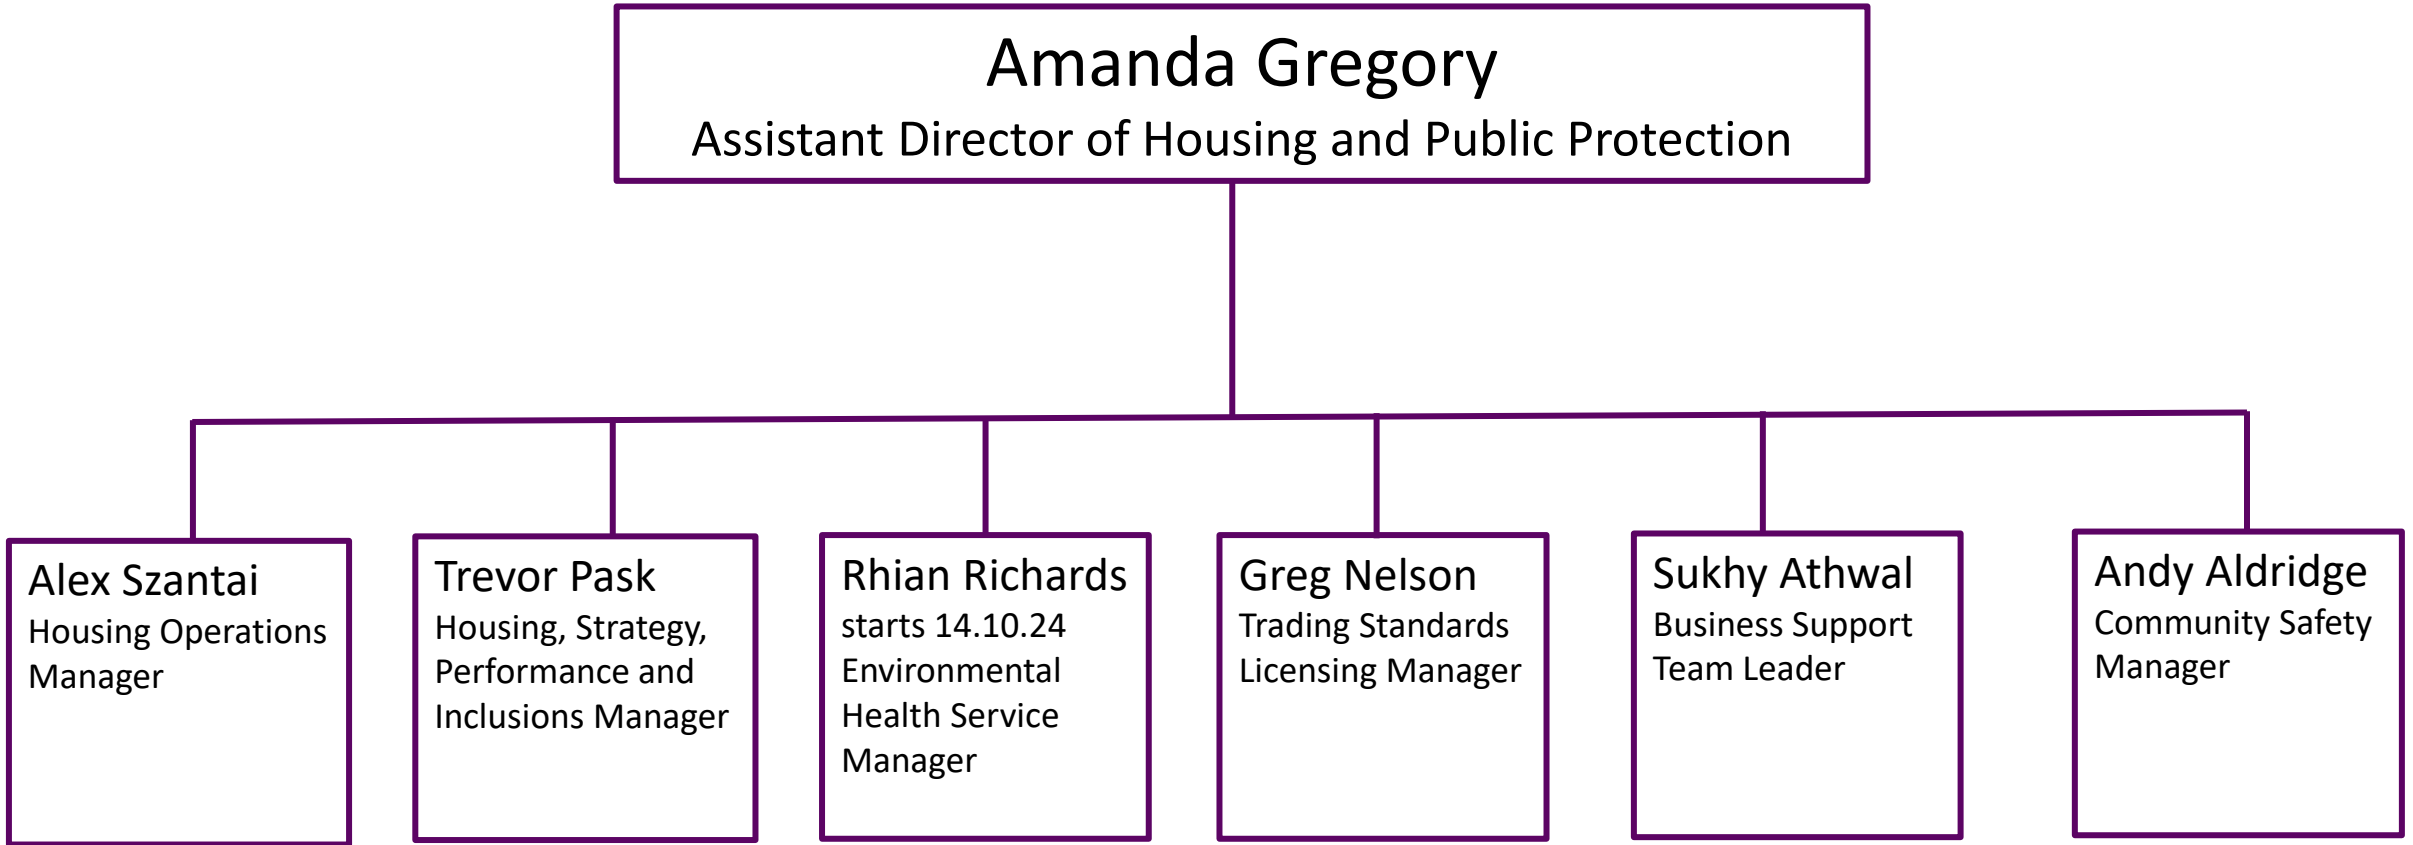 Amanda Gregory
Assistant Director of Housing and Public Protection
Alex Szantai
Housing Operations
Manager
Trevor Pask
Housing, Strategy,
Performance and
Inclusions Manager
Rhian Richards
starts 14.10.24
Environmental
Health Service
Manager
Greg Nelson
Trading Standards
Licensing Manager
Sukhy Athwal
Business Support
Team Leader
Andy Aldridge
Community Safety
Manager